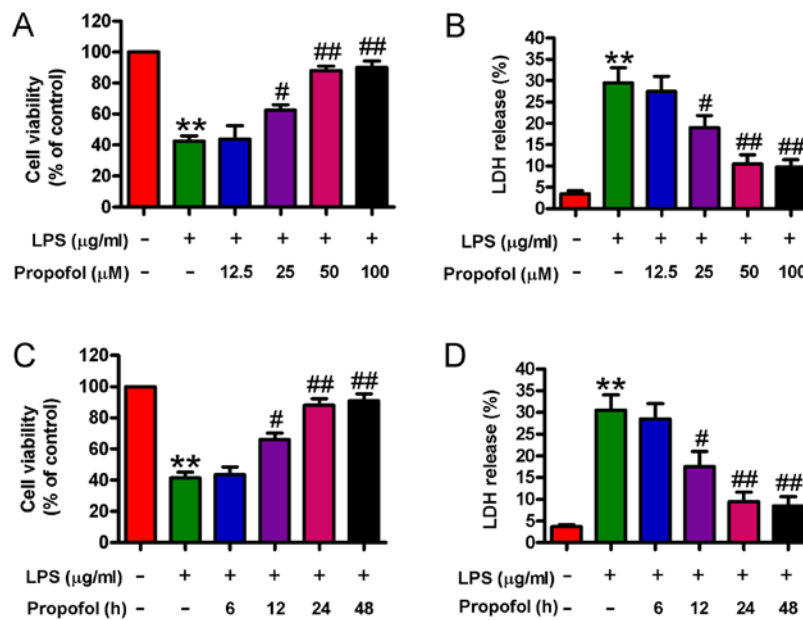 A
Cell viability
(% of control)
120
100
80
60
40
20
0
**
#
##
##
LPS (μg/ml) – + + + + +
Propofol (μM) – – 12.5 25 50 100
B
LDH release (%)
40
35
30
25
20
15
10
5
0
**
#
##
##
LPS (μg/ml) – + + + + +
Propofol (μM) – – 12.5 25 50 100
C
Cell viability
(% of control)
120
100
80
60
40
20
0
**
#
##
##
LPS (μg/ml) – + + + + +
Propofol (h) – – 6 12 24 48
D
LDH release (%)
40
35
30
25
20
15
10
5
0
**
#
##
##
LPS (μg/ml) – + + + + +
Propofol (h) – – 6 12 24 48